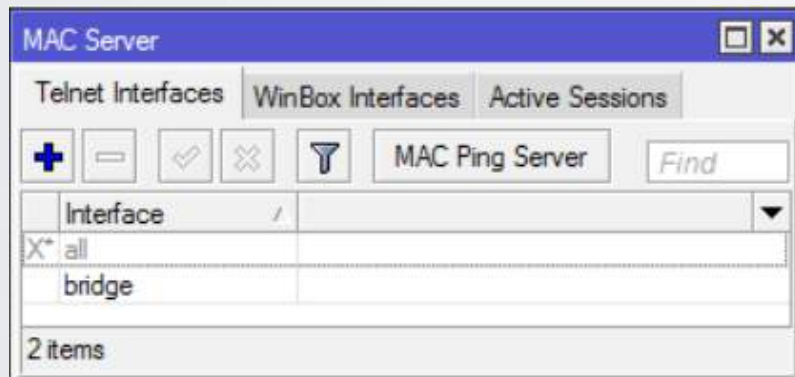 MAC Server
Telnet Interfaces WinBox Interfaces Active Sessions
MAC Ping Server Find
Interface
X* all
bridge
2 items